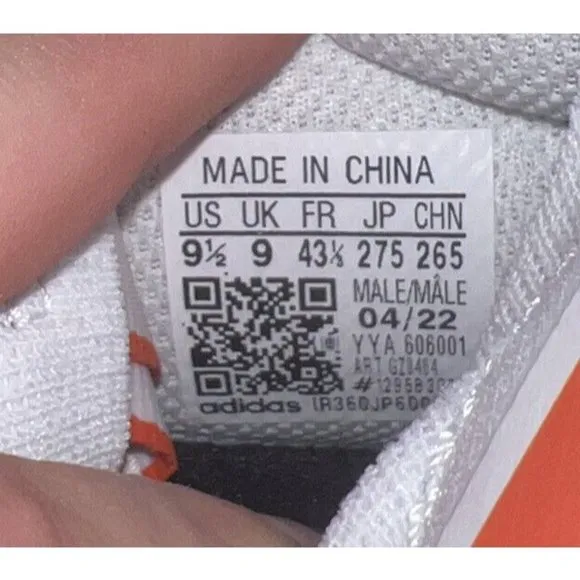 MADE IN CHINA
US UK FR JP CHN
9½ 9 43⅓ 275 265
MALE/MÂLE
04/22
YYA 606001
ART GZ0464
adidas